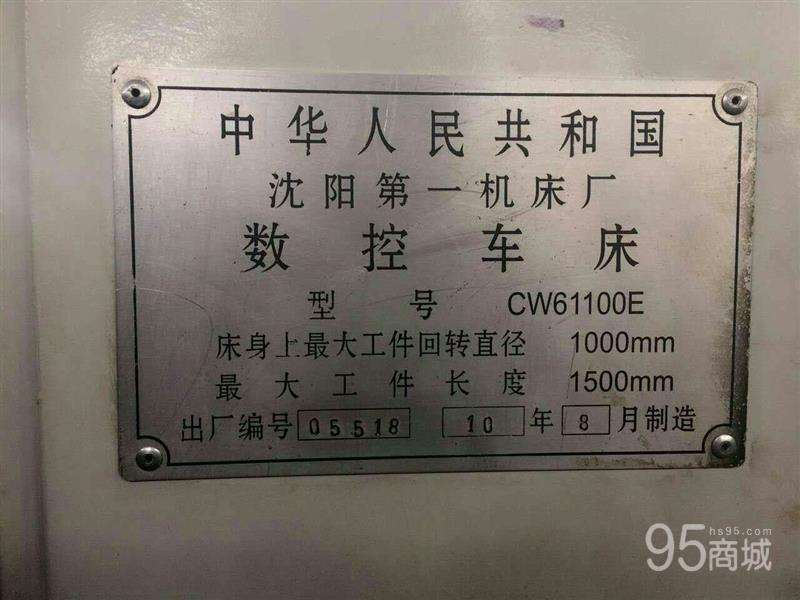 中华人民共和国
沈阳第一机床厂
数控车床
型号 CW61100E
床身上最大工件回转直径 1000mm
最大工件长度 1500mm
出厂编号 05518 10 年 8 月制造
hs95.com
95商城